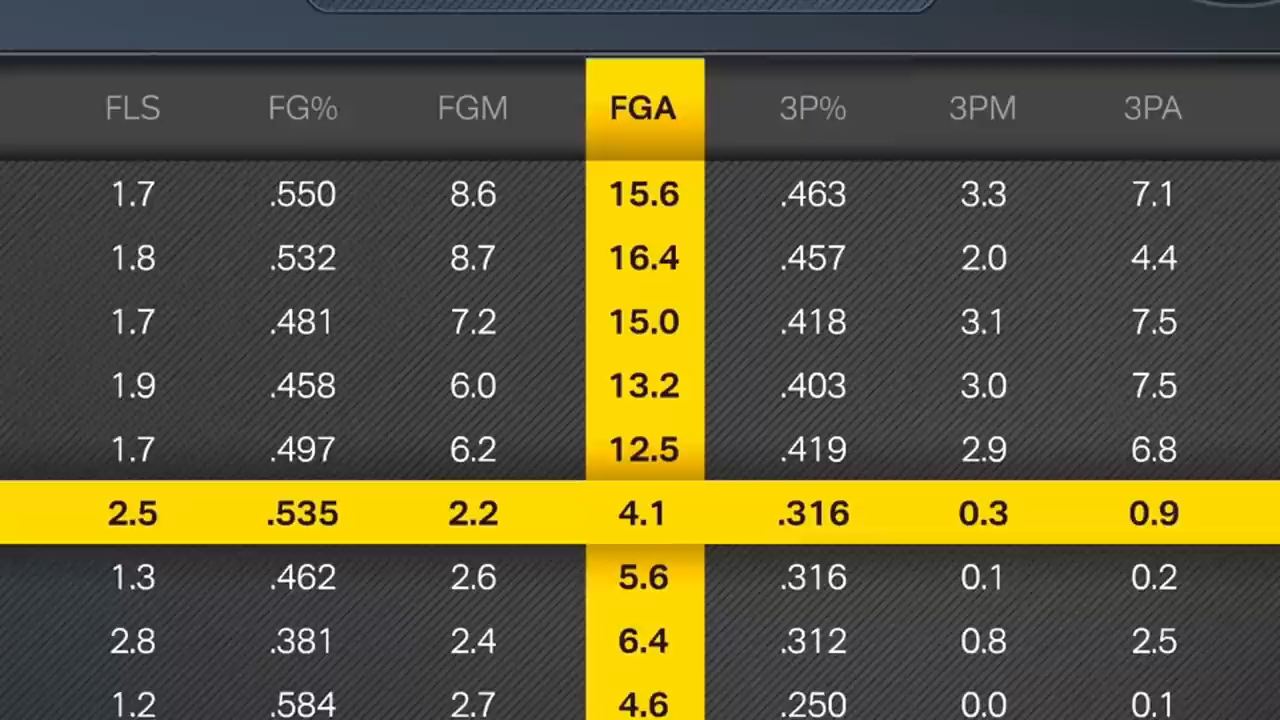 FLS FG% FGM FGA 3P% 3PM 3PA
1.7 .550 8.6 15.6 .463 3.3 7.1
1.8 .532 8.7 16.4 .457 2.0 4.4
1.7 .481 7.2 15.0 .418 3.1 7.5
1.9 .458 6.0 13.2 .403 3.0 7.5
1.7 .497 6.2 12.5 .419 2.9 6.8
2.5 .535 2.2 4.1 .316 0.3 0.9
1.3 .462 2.6 5.6 .316 0.1 0.2
2.8 .381 2.4 6.4 .312 0.8 2.5
1.2 .584 2.7 4.6 .250 0.0 0.1